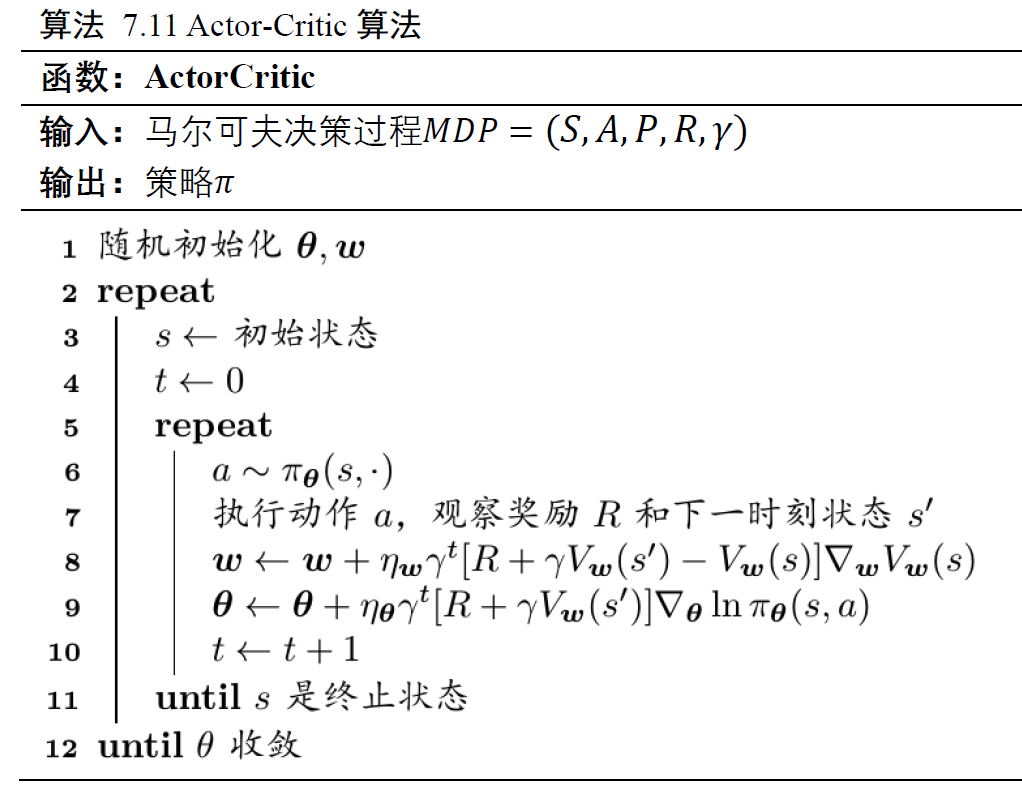 算法 7.11 Actor-Critic 算法
函数：ActorCritic
输入：马尔可夫决策过程MDP = (S, A, P, R, γ)
输出：策略π
1 随机初始化 θ, w
2 repeat
3 s ← 初始状态
4 t ← 0
5 repeat
6 a ∼ π_θ(s, ·)
7 执行动作 a，观察奖励 R 和下一时刻状态 s′
8 w ← w + η_w γ^t [R + γV_w(s′) − V_w(s)]∇_w V_w(s)
9 θ ← θ + η_θ γ^t [R + γV_w(s′)]∇_θ ln π_θ(s, a)
10 t ← t + 1
11 until s 是终止状态
12 until θ 收敛